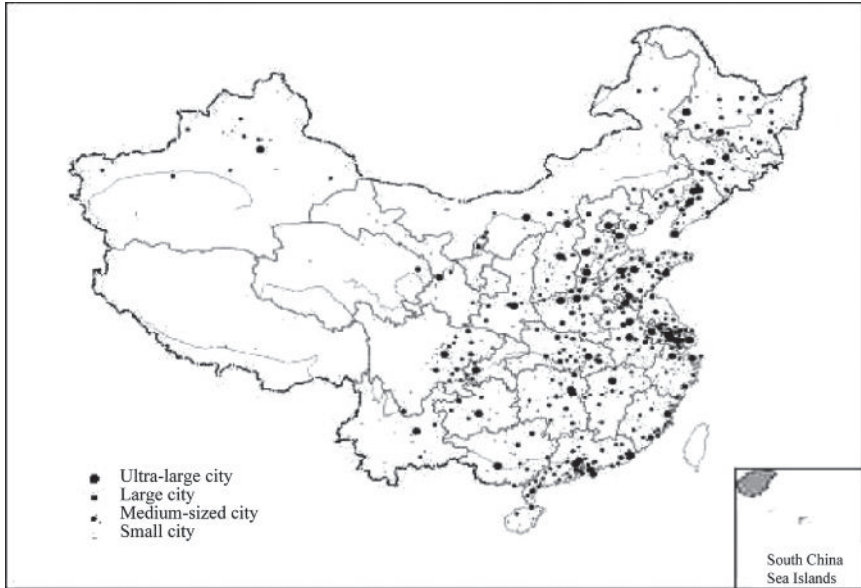 Ultra-large city
Large city
Medium-sized city
Small city
South China
Sea Islands